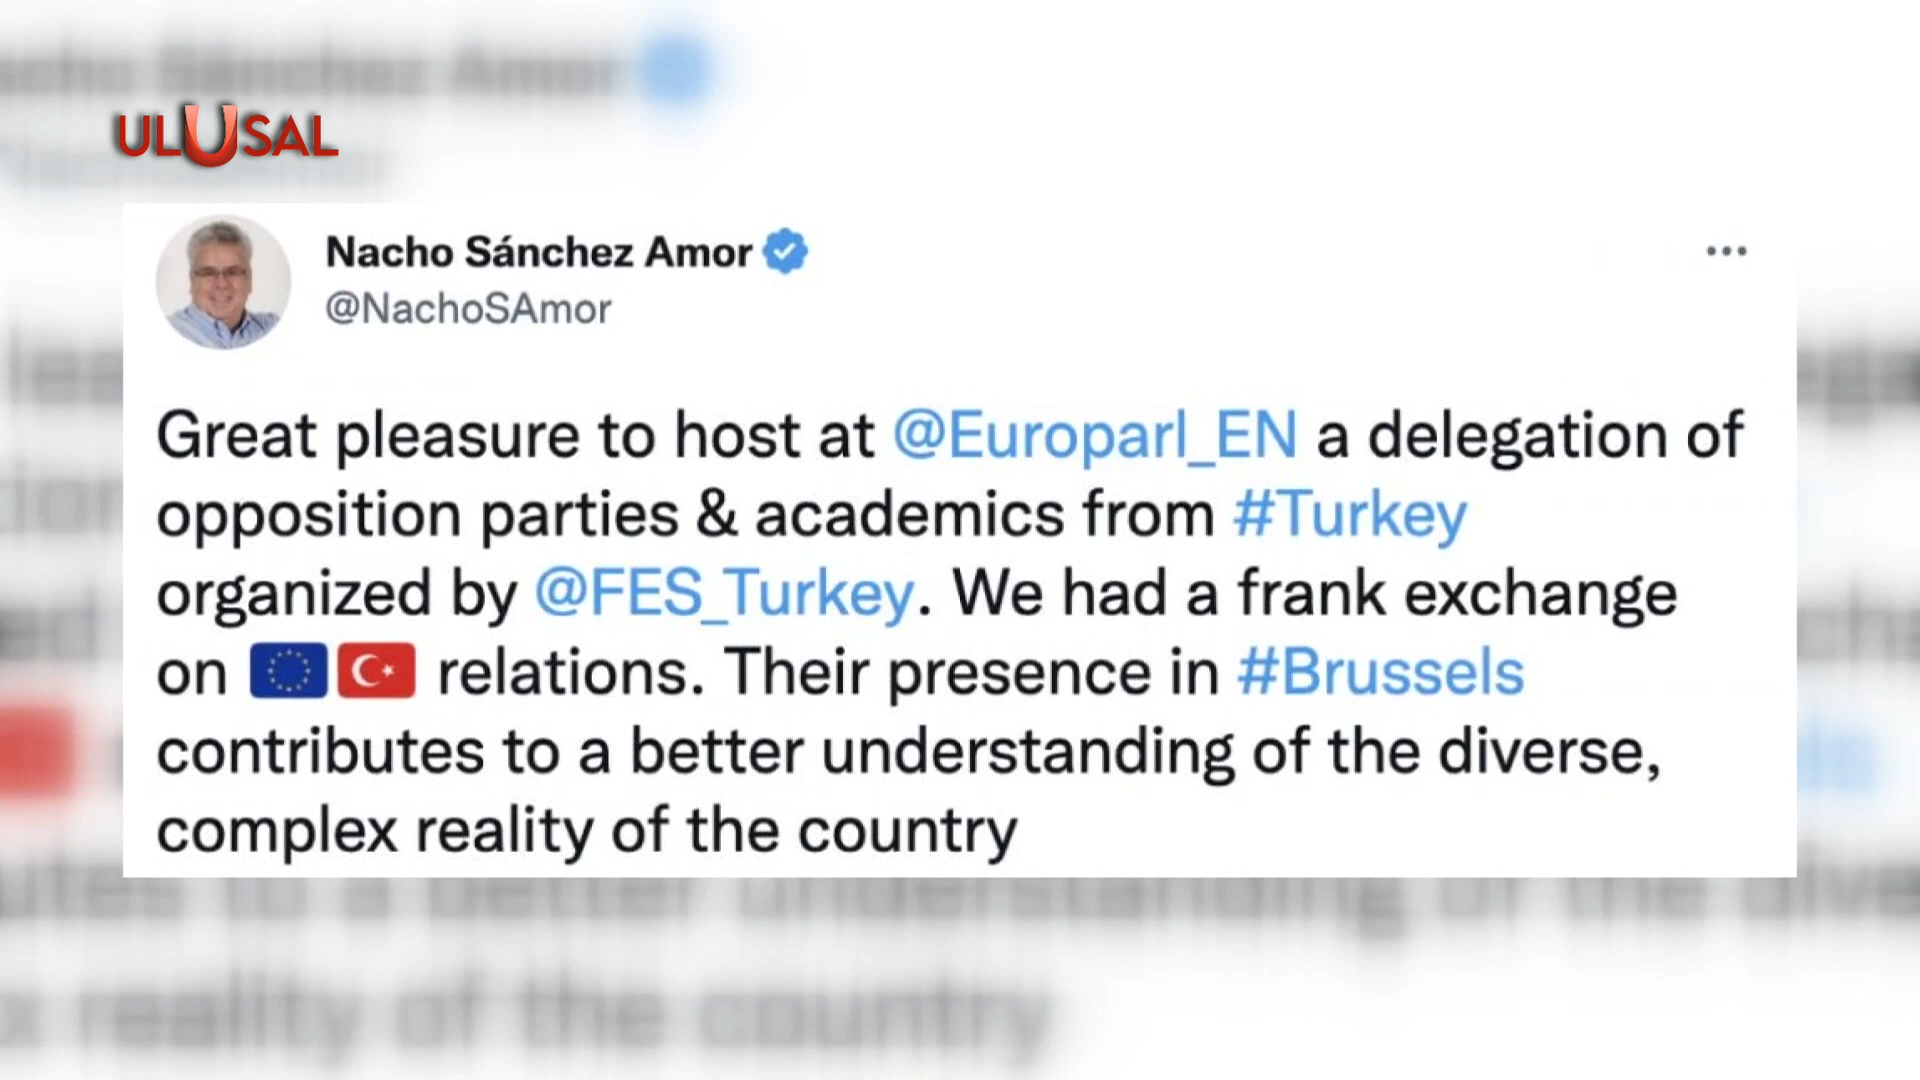 ULUSAL
Nacho Sánchez Amor
@NachoSAmor
Great pleasure to host at @Europarl_EN a delegation of
opposition parties & academics from #Turkey
organized by @FES_Turkey. We had a frank exchange
on 🇪🇺🇹🇷 relations. Their presence in #Brussels
contributes to a better understanding of the diverse,
complex reality of the country